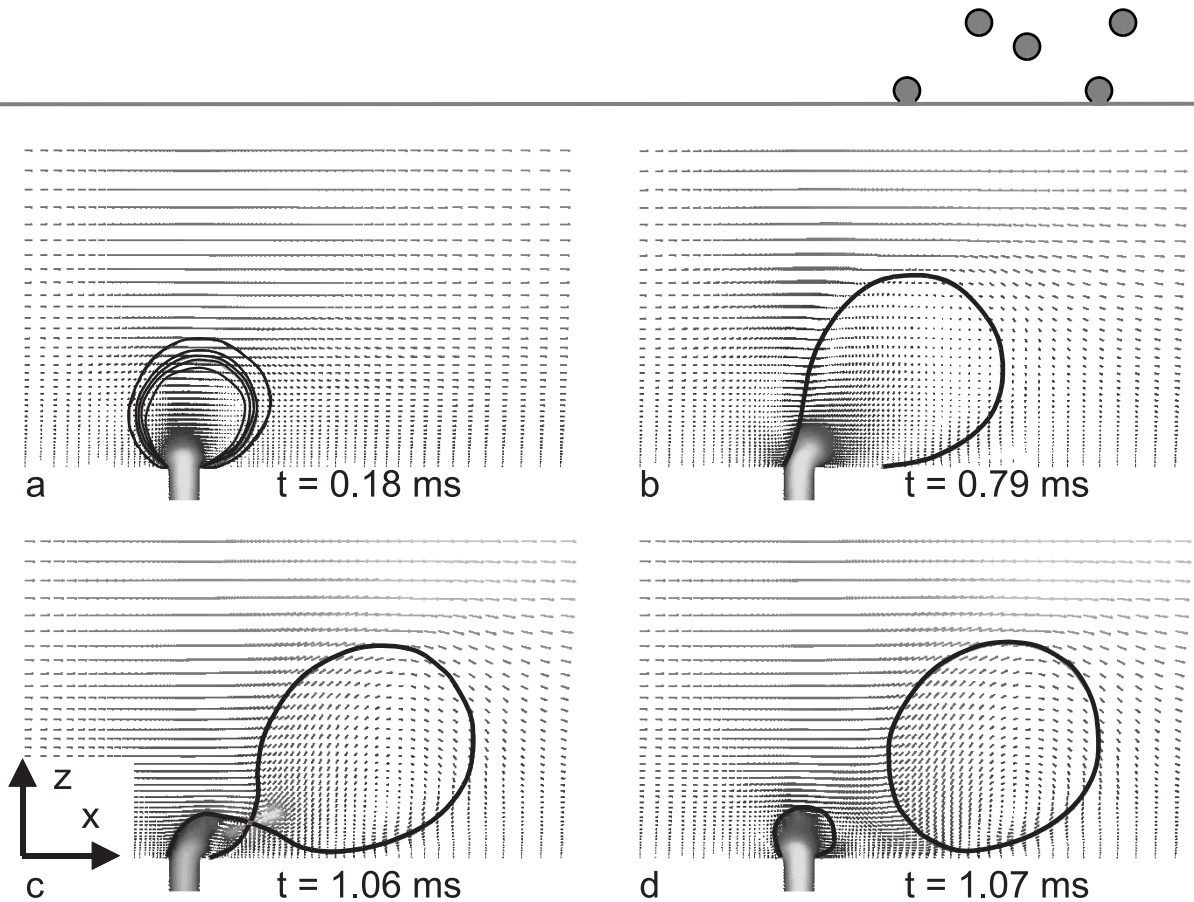 a
t = 0.18 ms
b
t = 0.79 ms
z
x
c
t = 1.06 ms
d
t = 1.07 ms